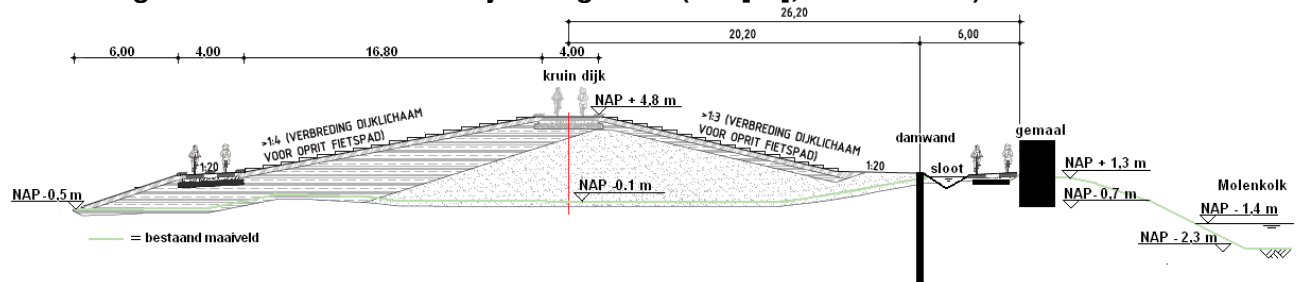 26,20
20,20
6,00
6,00
4,00
16,80
4,00
kruin dijk
NAP + 4,8 m
>1:4 (VERBREDING DIJKLICHAAM
VOOR OPRIT FIETSPAD)
>1:3 (VERBREDING DIJKLICHAAM
VOOR OPRIT FIETSPAD)
damwand
gemaal
1:20
1:20
sloot
NAP + 1,3 m
NAP -0,5 m
NAP -0.1 m
NAP - 0,7 m
Molenkolk
NAP - 1,4 m
NAP - 2,3 m
= bestaand maaiveld